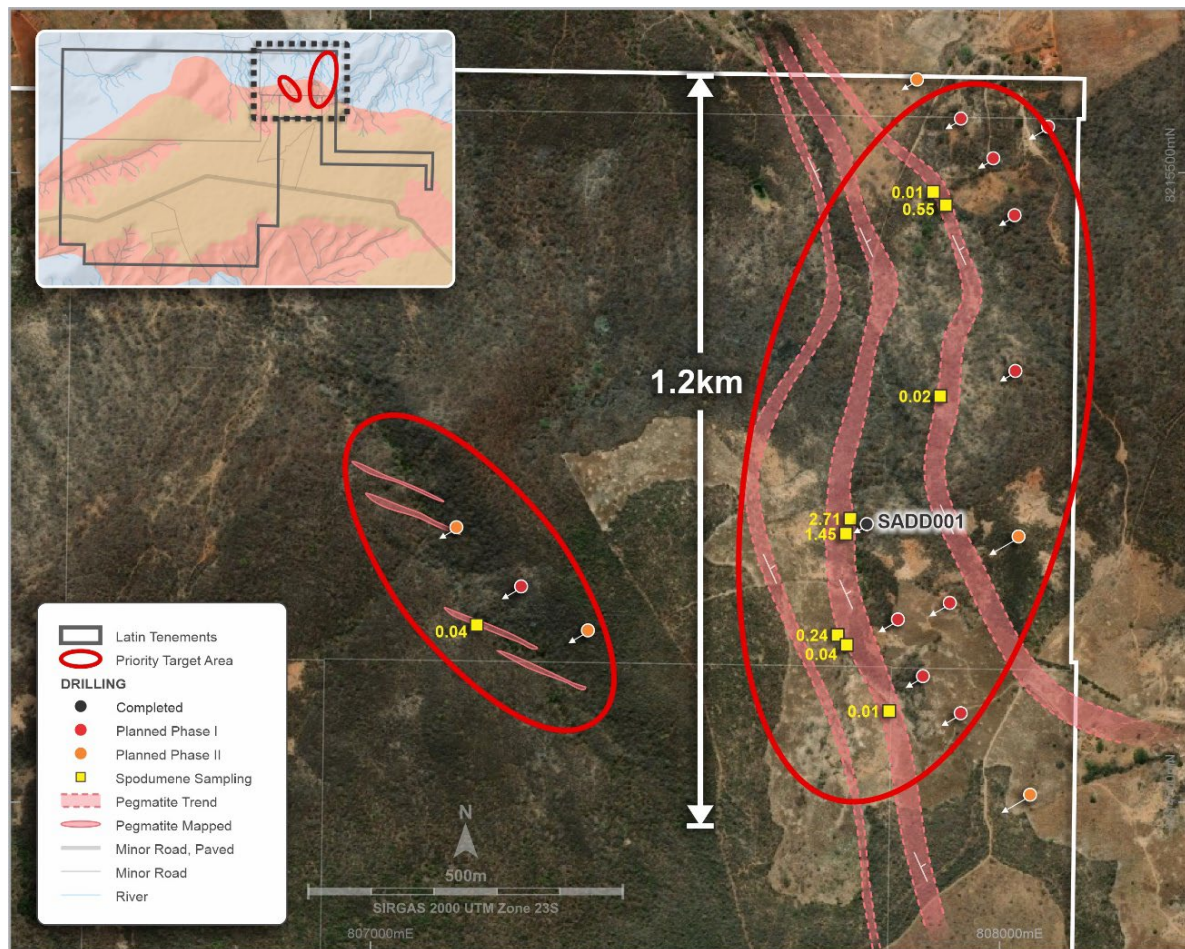 8215500mN
0.01
0.55
1.2km
0.02
2.71
SADD001
1.45
0.24
0.04
0.04
0.01
Latin Tenements
Priority Target Area
DRILLING
Completed
Planned Phase I
Planned Phase II
Spodumene Sampling
Pegmatite Trend
Pegmatite Mapped
Minor Road, Paved
Minor Road
River
N
500m
SIRGAS 2000 UTM Zone 23S
807000mE
808000mE